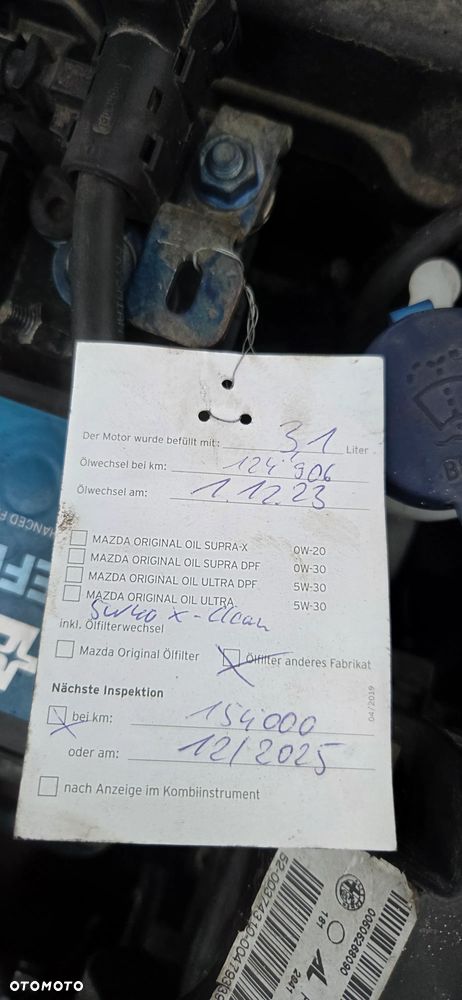 Der Motor wurde befüllt mit: 3,1 Liter
Ölwechsel bei km: 124'906
Ölwechsel am: 1.12.23
MAZDA ORIGINAL OIL SUPRA-X 0W-20
MAZDA ORIGINAL OIL SUPRA DPF 0W-30
MAZDA ORIGINAL OIL ULTRA DPF 5W-30
MAZDA ORIGINAL OIL ULTRA 5W-30
5W40 X-Clean
inkl. Ölfilterwechsel
Mazda Original Ölfilter Ölfilter anderes Fabrikat
Nächste Inspektion
bei km: 154'000
oder am: 12/2025
nach Anzeige im Kombiinstrument
04/2019
00506268090
181
OTOMOTO